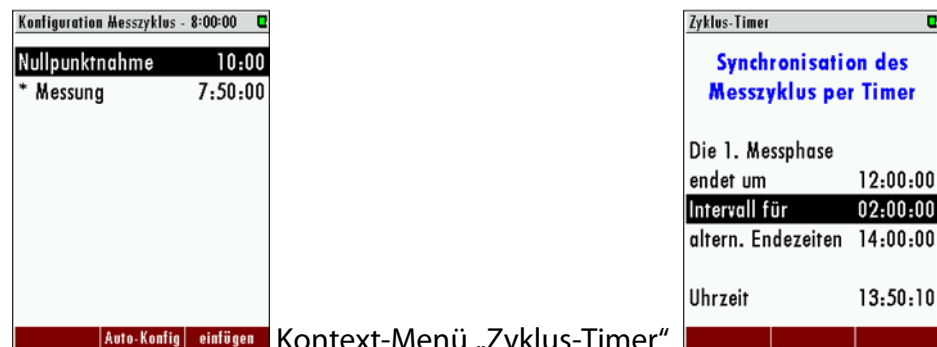 Konfiguration Messzyklus - 8:00:00
Nullpunktnahme 10:00
* Messung 7:50:00
Auto-Konfig einfügen
Kontext-Menü „Zyklus-Timer“
Zyklus-Timer
Synchronisation des
Messzyklus per Timer
Die 1. Messphase
endet um 12:00:00
Intervall für 02:00:00
altern. Endezeiten 14:00:00
Uhrzeit 13:50:10